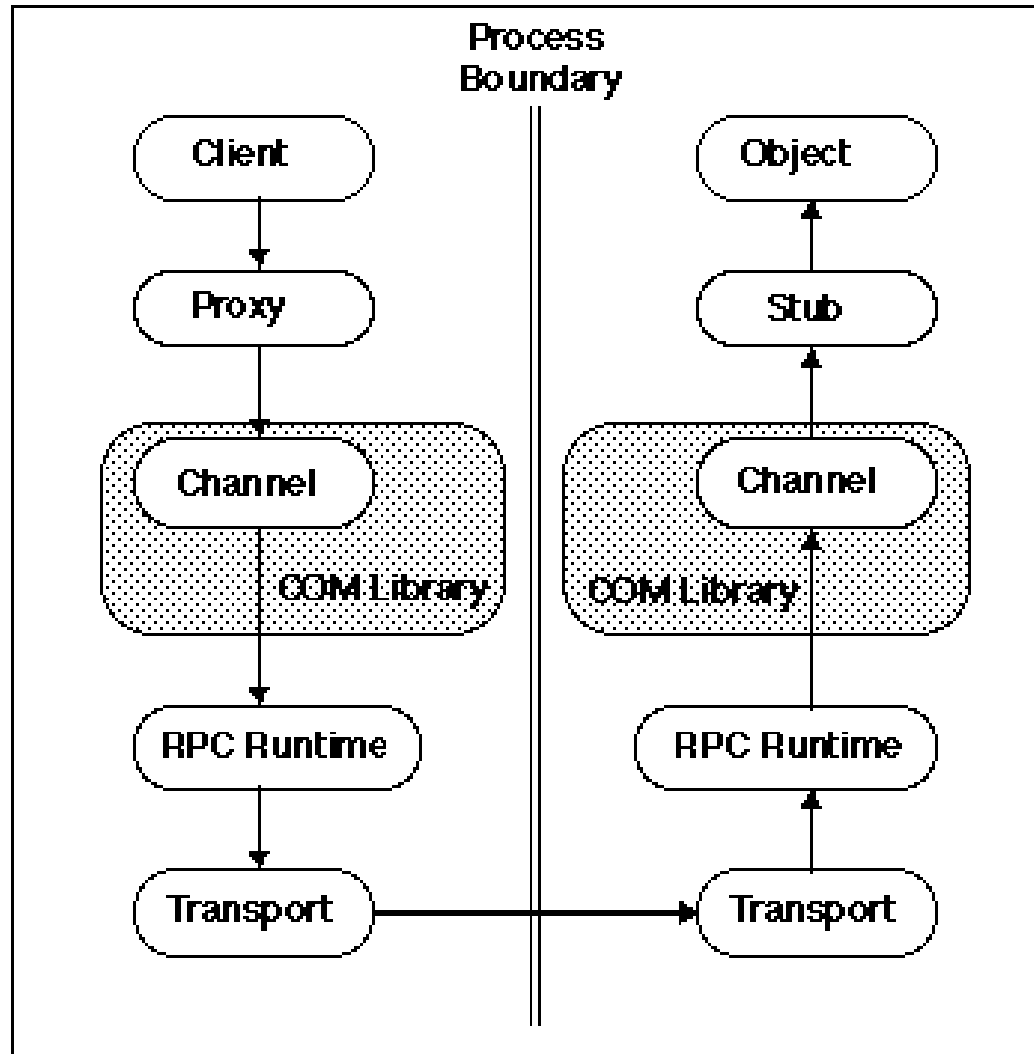 Process
Boundary
Client
Object
Proxy
Stub
Channel
COM Library
Channel
COM Library
RPC Runtime
RPC Runtime
Transport
Transport